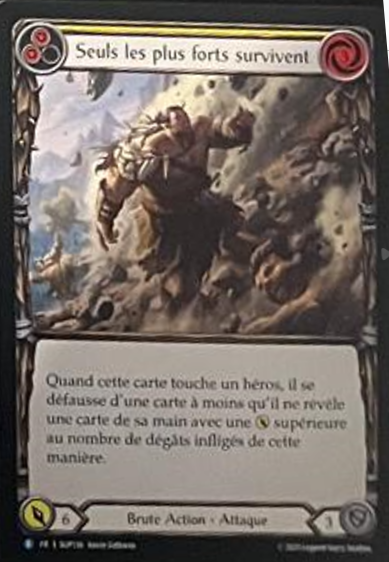 Seuls les plus forts survivent
3
Quand cette carte touche un héros, il se
défausse d'une carte à moins qu'il ne révèle
une carte de sa main avec une supérieure
au nombre de dégâts infligés de cette
manière.
6
Brute Action - Attaque
3
FR